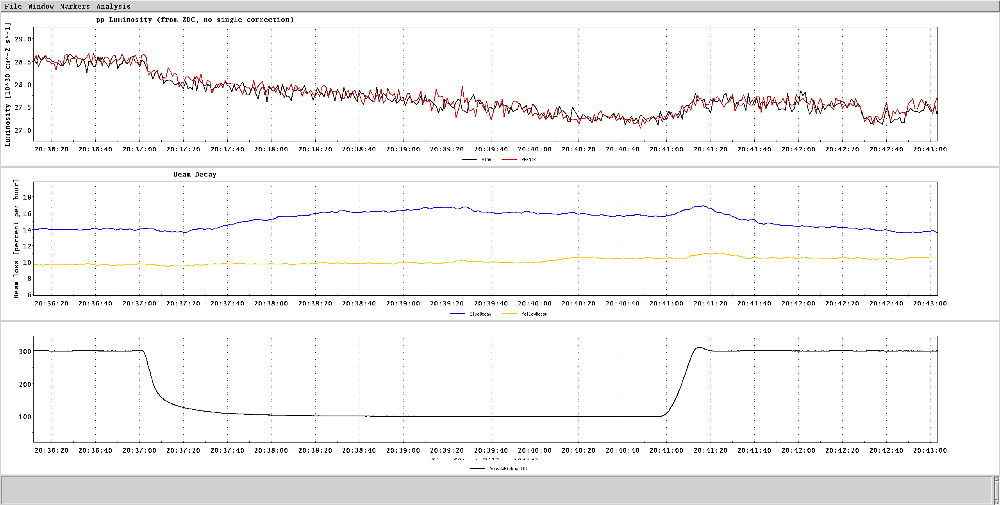 File Window Markers Analysis
pp Luminosity (from ZDC, no single correction)
Luminosity [10^30 cm^-2 s^-1]
29.0
28.5
28.0
27.5
27.0
20:36:20 20:36:40 20:37:00 20:37:20 20:37:40 20:38:00 20:38:20 20:38:40 20:39:00 20:39:20 20:39:40 20:40:00 20:40:20 20:40:40 20:41:00 20:41:20 20:41:40 20:42:00 20:42:20 20:42:40 20:43:00
STAR PHENIX
Beam Decay
Beam loss [percent per hour]
18
16
14
12
10
8
6
20:36:20 20:36:40 20:37:00 20:37:20 20:37:40 20:38:00 20:38:20 20:38:40 20:39:00 20:39:20 20:39:40 20:40:00 20:40:20 20:40:40 20:41:00 20:41:20 20:41:40 20:42:00 20:42:20 20:42:40 20:43:00
BlueDecay YellowDecay
300
200
100
20:36:20 20:36:40 20:37:00 20:37:20 20:37:40 20:38:00 20:38:20 20:38:40 20:39:00 20:39:20 20:39:40 20:40:00 20:40:20 20:40:40 20:41:00 20:41:20 20:41:40 20:42:00 20:42:20 20:42:40 20:43:00
Time (Start Fill
VcavKvPickup (D)